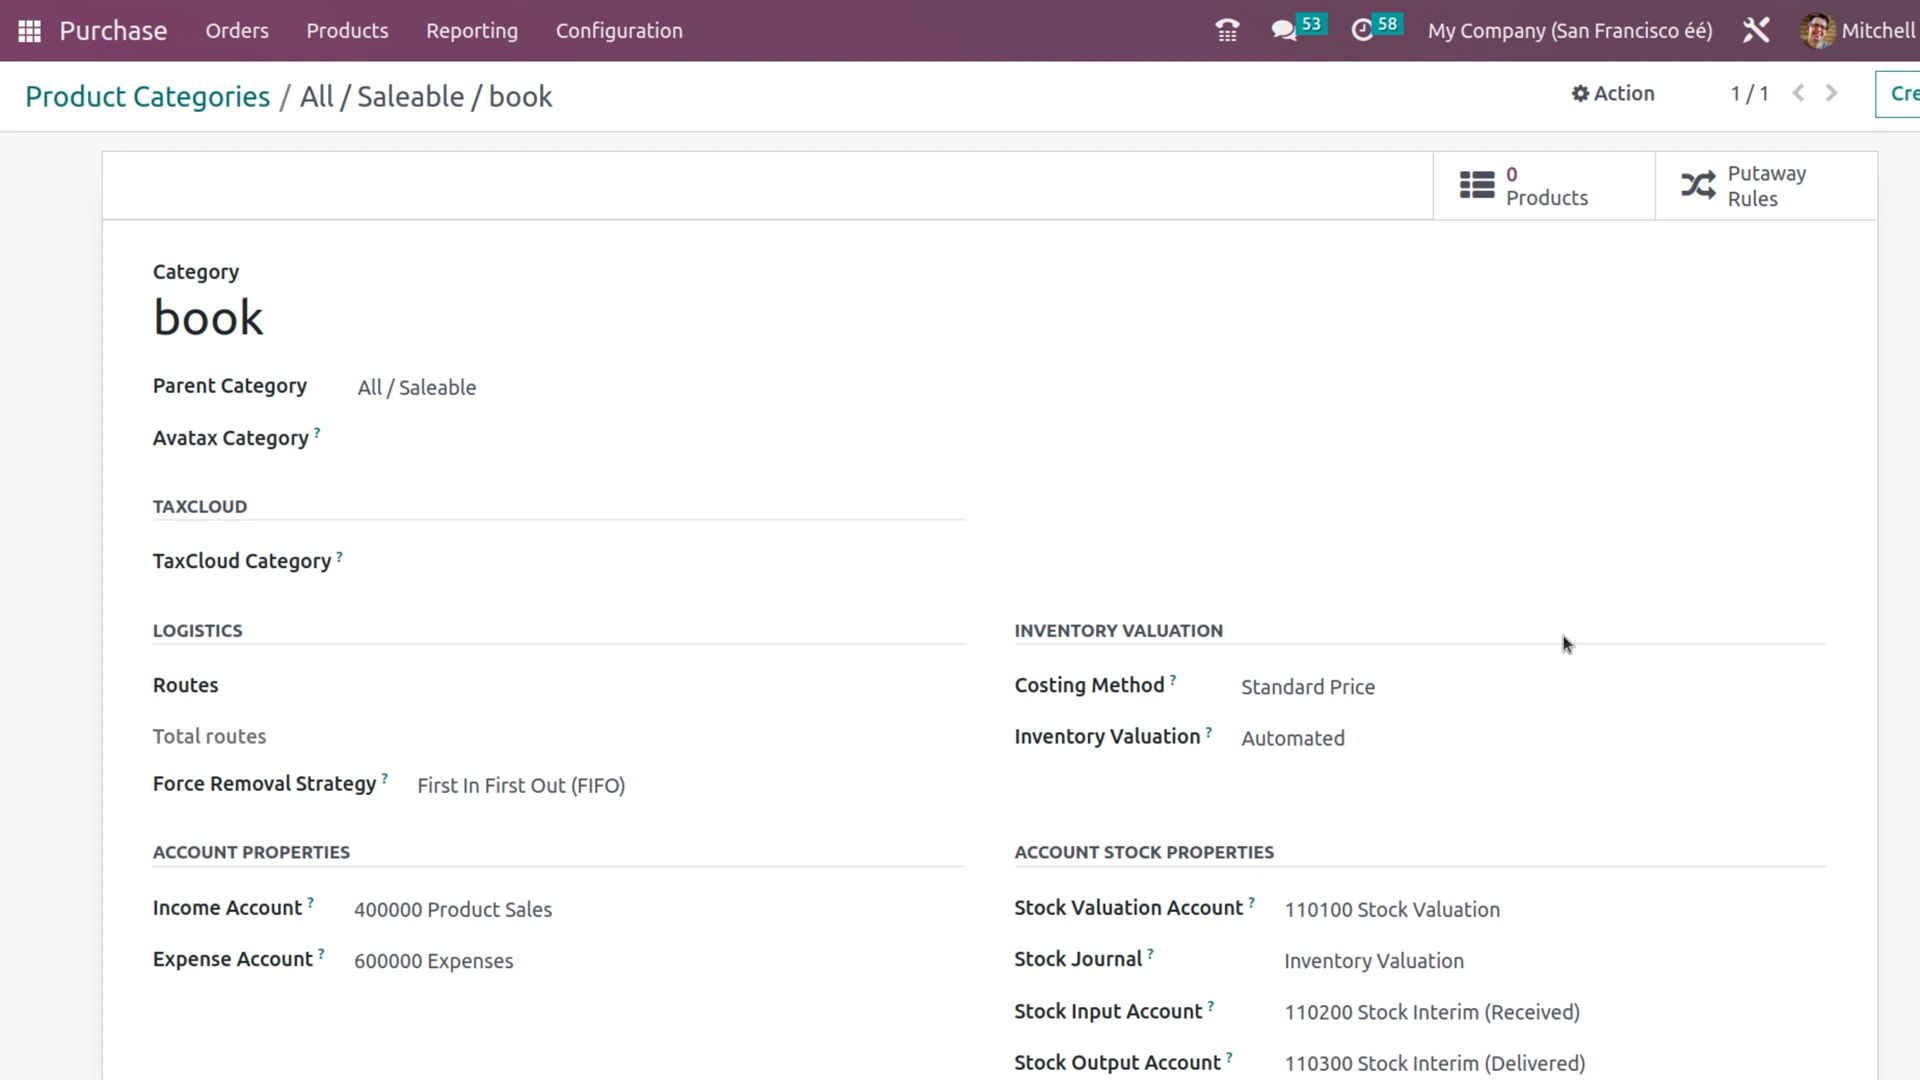 Purchase Orders Products Reporting Configuration 53 58 My Company (San Francisco éé) Mitchell
Product Categories / All / Saleable / book Action 1 / 1 Cre
0 Products
Putaway Rules
Category
book
Parent Category All / Saleable
Avatax Category ?
TAXCLOUD
TaxCloud Category ?
LOGISTICS
Routes
Total routes
Force Removal Strategy ? First In First Out (FIFO)
INVENTORY VALUATION
Costing Method ? Standard Price
Inventory Valuation ? Automated
ACCOUNT PROPERTIES
Income Account ? 400000 Product Sales
Expense Account ? 600000 Expenses
ACCOUNT STOCK PROPERTIES
Stock Valuation Account ? 110100 Stock Valuation
Stock Journal ? Inventory Valuation
Stock Input Account ? 110200 Stock Interim (Received)
Stock Output Account ? 110300 Stock Interim (Delivered)